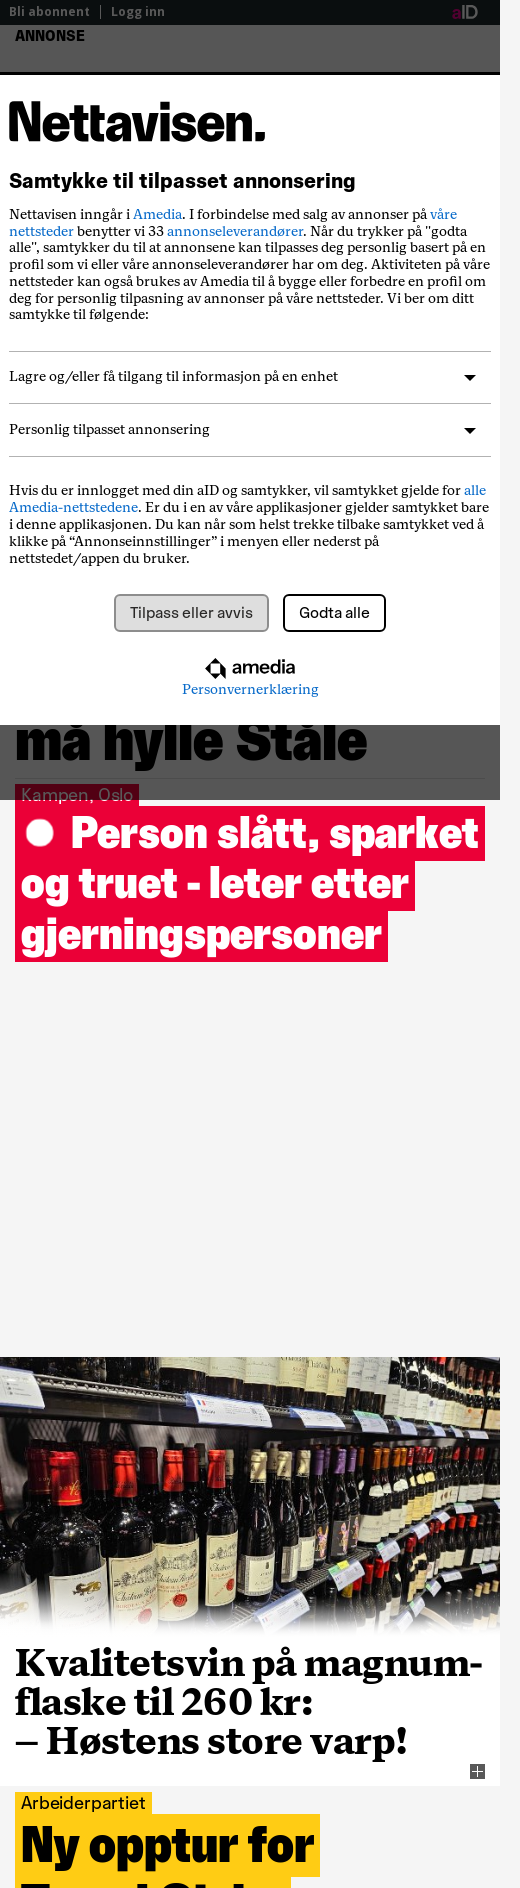 Bli abonnent | Logg inn
aID
ANNONSE
Nettavisen.
Samtykke til tilpasset annonsering
Nettavisen inngår i Amedia. I forbindelse med salg av annonser på våre
nettsteder benytter vi 33 annonseleverandører. Når du trykker på "godta
alle", samtykker du til at annonsene kan tilpasses deg personlig basert på en
profil som vi eller våre annonseleverandører har om deg. Aktiviteten på våre
nettsteder kan også brukes av Amedia til å bygge eller forbedre en profil om
deg for personlig tilpasning av annonser på våre nettsteder. Vi ber om ditt
samtykke til følgende:
Lagre og/eller få tilgang til informasjon på en enhet
Personlig tilpasset annonsering
Hvis du er innlogget med din aID og samtykker, vil samtykket gjelde for alle
Amedia-nettstedene. Er du i en av våre applikasjoner gjelder samtykket bare
i denne applikasjonen. Du kan når som helst trekke tilbake samtykket ved å
klikke på “Annonseinnstillinger” i menyen eller nederst på
nettstedet/appen du bruker.
Tilpass eller avvis
Godta alle
amedia
Personvernerklæring
må hylle Ståle
Kampen, Oslo
Person slått, sparket
og truet - leter etter
gjerningspersoner
Kvalitetsvin på magnum-
flaske til 260 kr:
– Høstens store varp!
Arbeiderpartiet
Ny opptur for